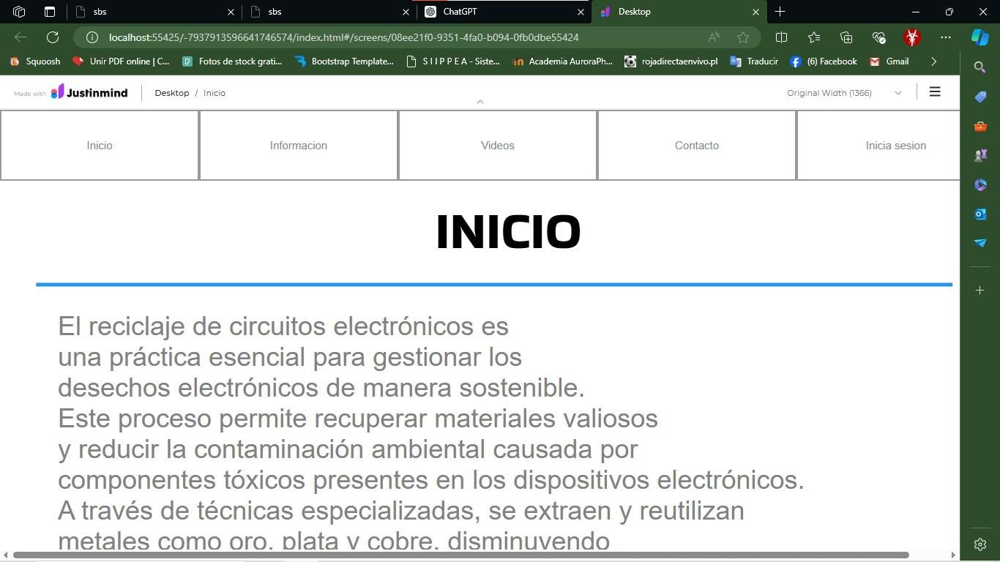 sbs
sbs
ChatGPT
Desktop
localhost:55425/-7937913596641746574/index.html#/screens/08ee21f0-9351-4fa0-b094-0fb0dbe55424
Squoosh
Unir PDF online | C...
Fotos de stock grati...
Bootstrap Template...
S I I P P E A - Siste...
Academia AuroraPh...
rojadirectaenvivo.pl
Traducir
(6) Facebook
Gmail
Made with Justinmind
Desktop / Inicio
Original Width (1366)
Inicio
Informacion
Videos
Contacto
Inicia sesion
INICIO
El reciclaje de circuitos electrónicos es
una práctica esencial para gestionar los
desechos electrónicos de manera sostenible.
Este proceso permite recuperar materiales valiosos
y reducir la contaminación ambiental causada por
componentes tóxicos presentes en los dispositivos electrónicos.
A través de técnicas especializadas, se extraen y reutilizan
metales como oro, plata y cobre, disminuyendo